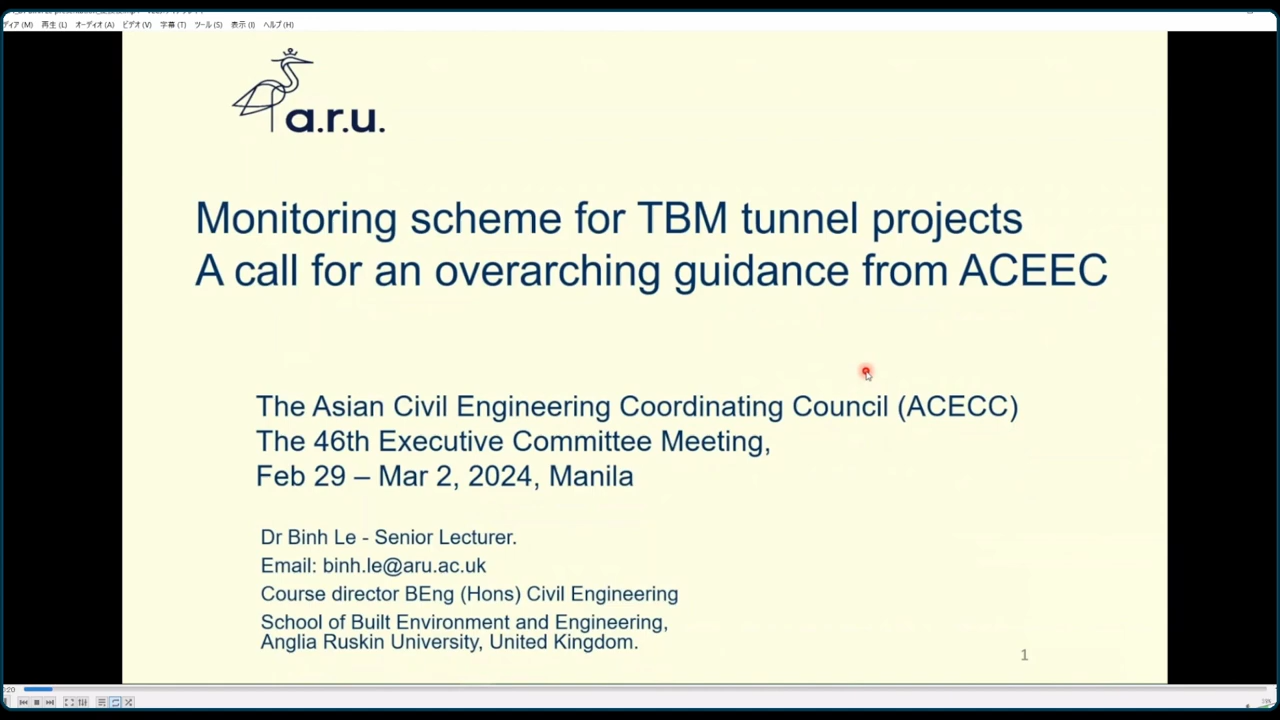 ディア(M) 再生(L) オーディオ(A) ビデオ(V) 字幕(T) ツール(S) 表示(I) ヘルプ(H)
a.r.u.
Monitoring scheme for TBM tunnel projects
A call for an overarching guidance from ACEEC
The Asian Civil Engineering Coordinating Council (ACECC)
The 46th Executive Committee Meeting,
Feb 29 – Mar 2, 2024, Manila
Dr Binh Le - Senior Lecturer.
Email: binh.le@aru.ac.uk
Course director BEng (Hons) Civil Engineering
School of Built Environment and Engineering,
Anglia Ruskin University, United Kingdom.
1